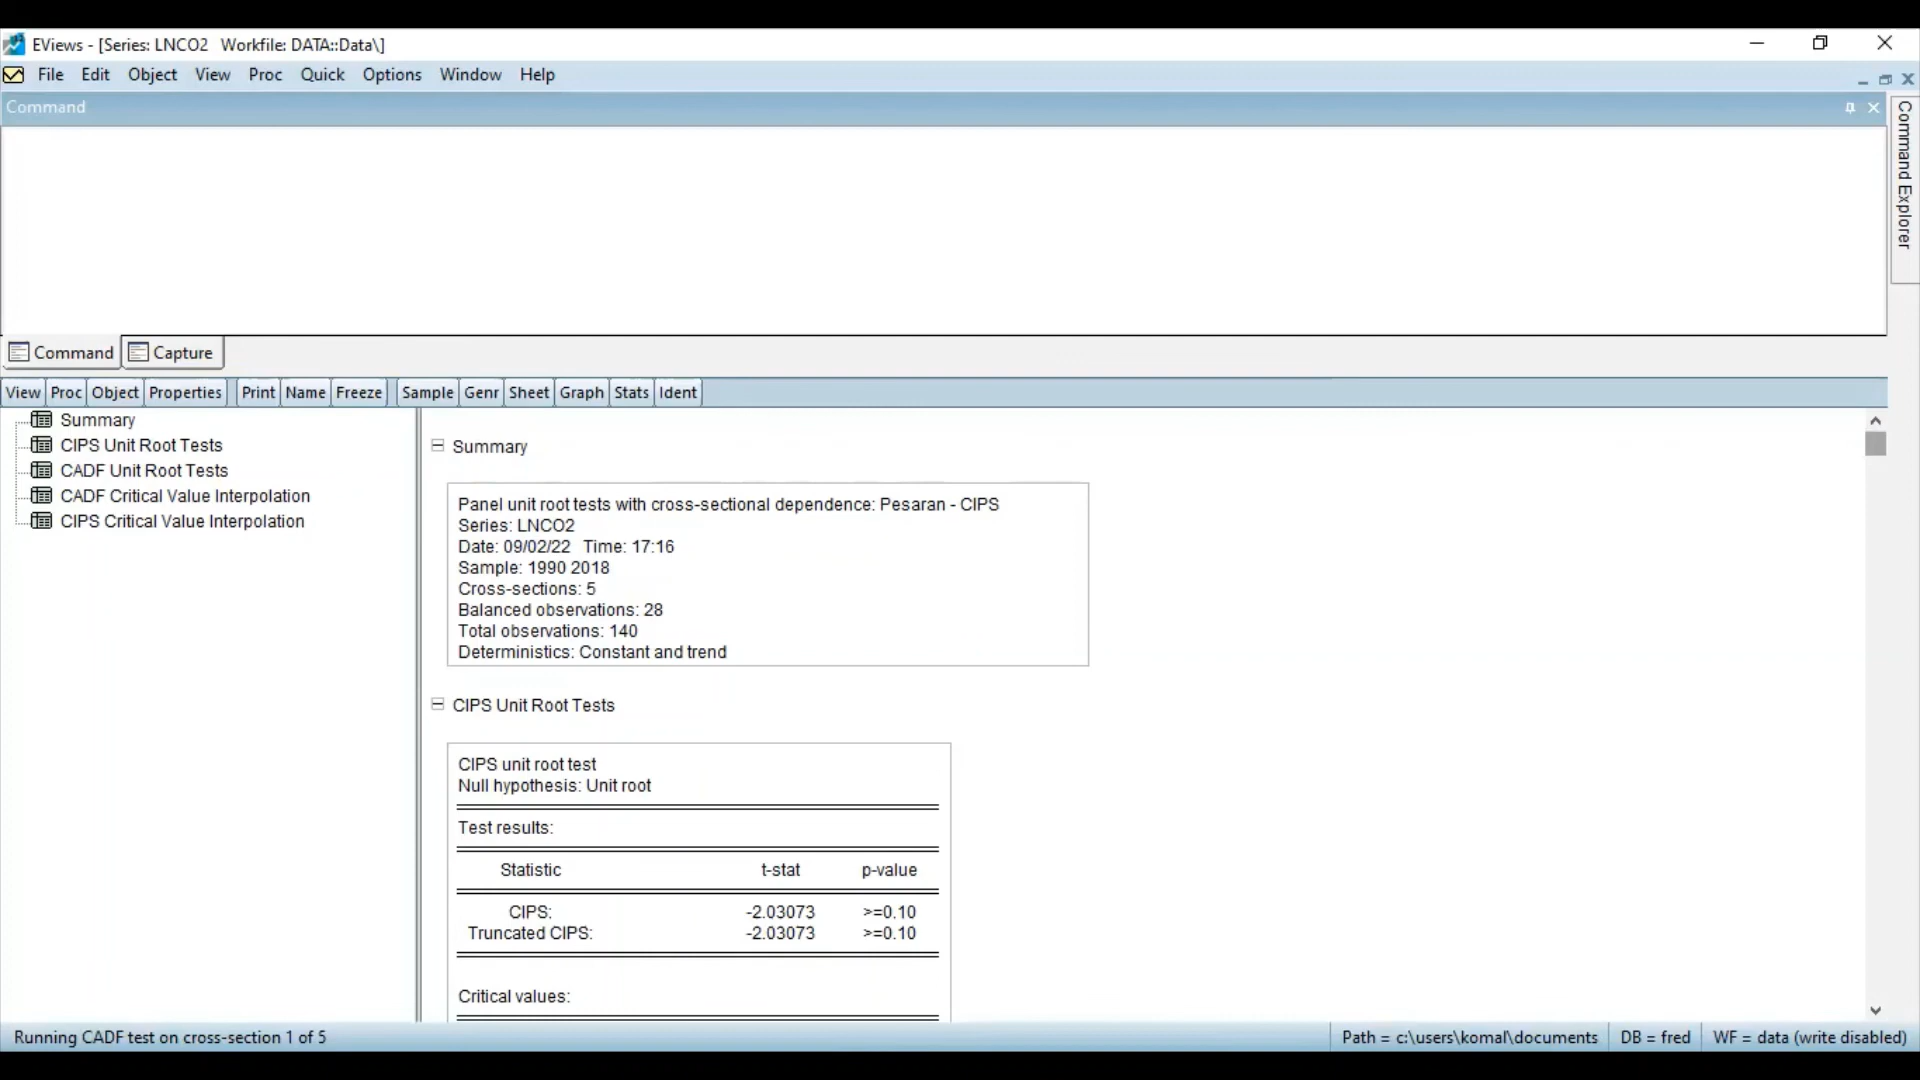 EViews - [Series: LNCO2 Workfile: DATA::Data\]
File Edit Object View Proc Quick Options Window Help
Command
Command Explorer
Command Capture
View Proc Object Properties Print Name Freeze Sample Genr Sheet Graph Stats Ident
Summary
CIPS Unit Root Tests
CADF Unit Root Tests
CADF Critical Value Interpolation
CIPS Critical Value Interpolation
Summary
Panel unit root tests with cross-sectional dependence: Pesaran - CIPS
Series: LNCO2
Date: 09/02/22 Time: 17:16
Sample: 1990 2018
Cross-sections: 5
Balanced observations: 28
Total observations: 140
Deterministics: Constant and trend
CIPS Unit Root Tests
CIPS unit root test
Null hypothesis: Unit root
Test results:
Statistic t-stat p-value
CIPS: -2.03073 >=0.10
Truncated CIPS: -2.03073 >=0.10
Critical values:
Running CADF test on cross-section 1 of 5
Path = c:\users\komal\documents DB = fred WF = data (write disabled)